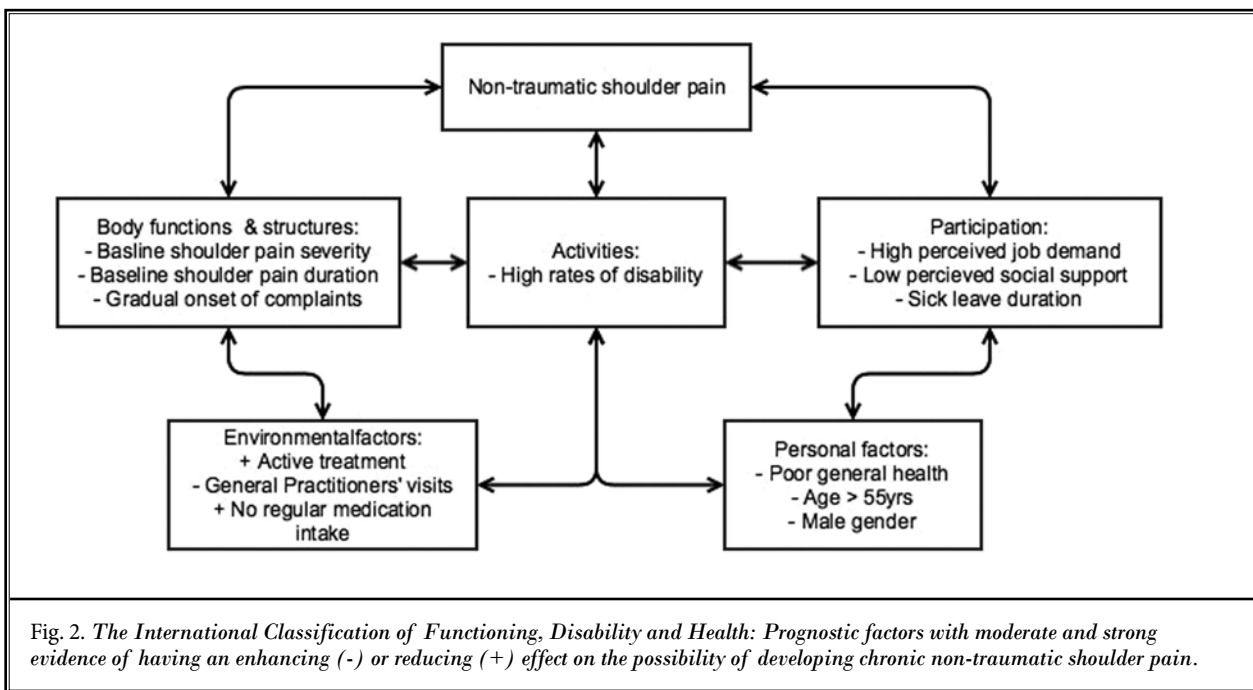 Non-traumatic shoulder pain
Body functions & structures:
- Basline shoulder pain severity
- Baseline shoulder pain duration
- Gradual onset of complaints
Activities:
- High rates of disability
Participation:
- High perceived job demand
- Low percieved social support
- Sick leave duration
Environmentalfactors:
+ Active treatment
- General Practitioners' visits
+ No regular medication
intake
Personal factors:
- Poor general health
- Age > 55yrs
- Male gender
Fig. 2. The International Classification of Functioning, Disability and Health: Prognostic factors with moderate and strong
evidence of having an enhancing (-) or reducing (+) effect on the possibility of developing chronic non-traumatic shoulder pain.